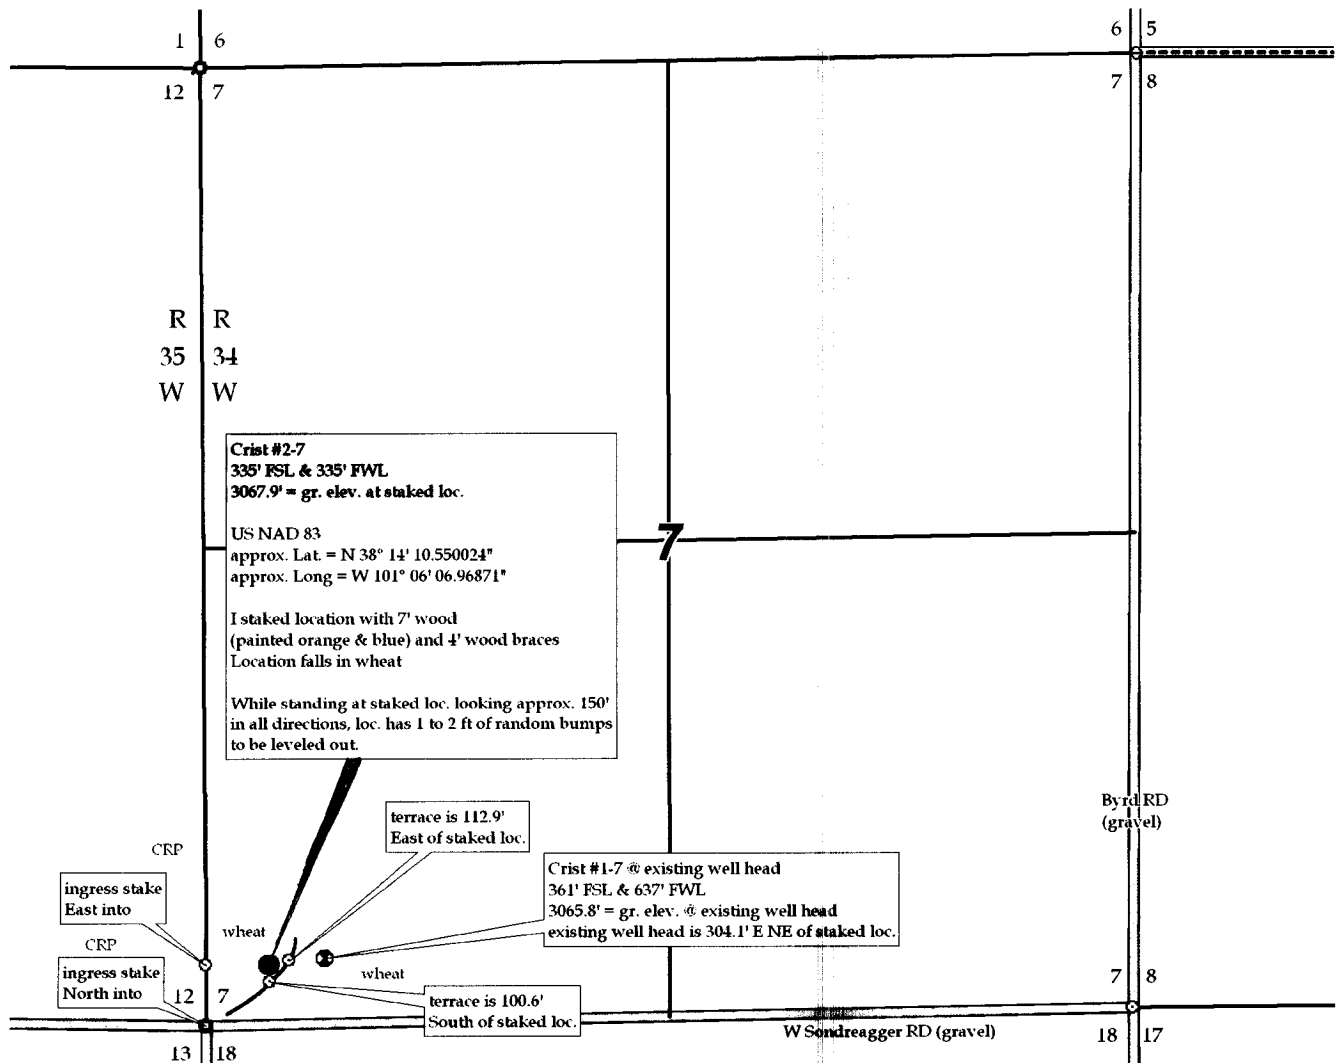 1 6
6 5
12 7
7 8
R R
35 34
W W
Crist #2-7
335' FSL & 335' FWL
3067.9' = gr. elev. at staked loc.
US NAD 83
approx. Lat. = N 38° 14' 10.550024"
approx. Long = W 101° 06' 06.96871"
I staked location with 7' wood
(painted orange & blue) and 4' wood braces
Location falls in wheat
While standing at staked loc. looking approx. 150'
in all directions, loc. has 1 to 2 ft of random bumps
to be leveled out.
7
Byrd RD
(gravel)
terrace is 112.9'
East of staked loc.
CRP
Crist #1-7 @ existing well head
361' FSL & 637' FWL
3065.8' = gr. elev. @ existing well head
existing well head is 304.1' E NE of staked loc.
ingress stake
East into
wheat
CRP
wheat
ingress stake
North into
12 7
7 8
terrace is 100.6'
South of staked loc.
W Sondreagger RD (gravel)
18 17
13 18